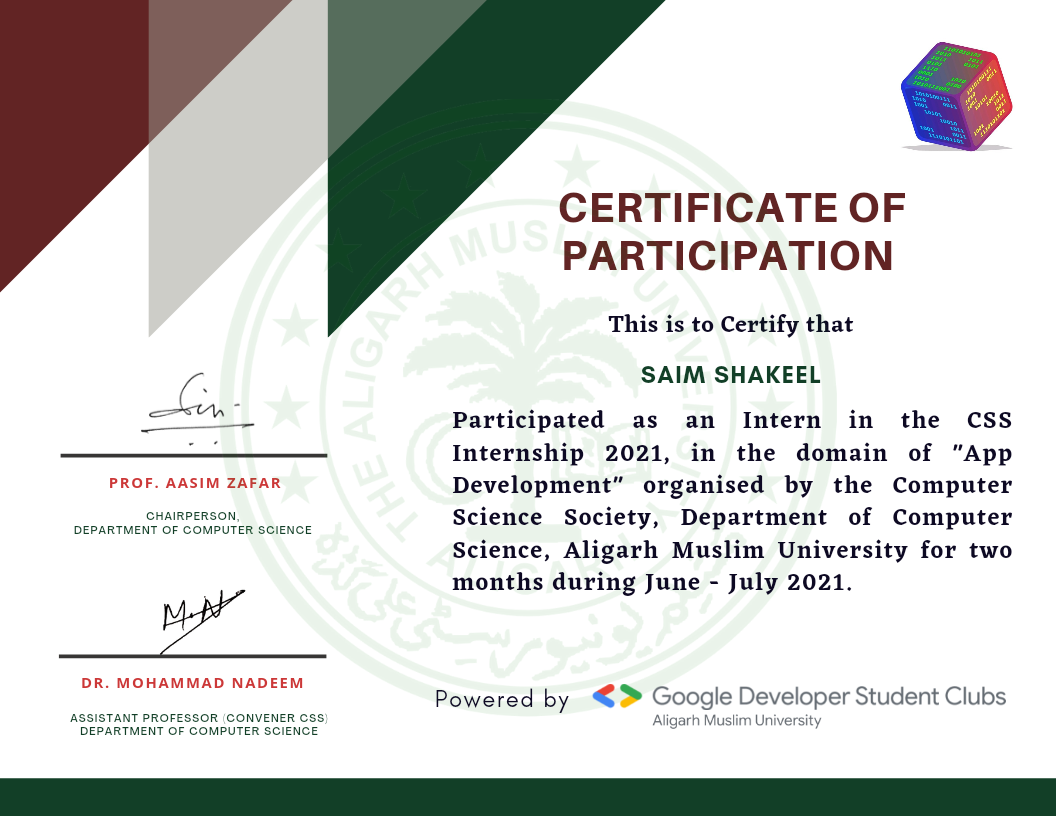 CERTIFICATE OF
PARTICIPATION
This is to Certify that
SAIM SHAKEEL
Participated as an Intern in the CSS
Internship 2021, in the domain of "App
Development" organised by the Computer
Science Society, Department of Computer
Science, Aligarh Muslim University for two
months during June - July 2021.
PROF. AASIM ZAFAR
CHAIRPERSON,
DEPARTMENT OF COMPUTER SCIENCE
DR. MOHAMMAD NADEEM
ASSISTANT PROFESSOR (CONVENER CSS)
DEPARTMENT OF COMPUTER SCIENCE
Powered by
Google Developer Student Clubs
Aligarh Muslim University
THE ALIGARH MUSLIM UNIVERSITY
ALIGARH